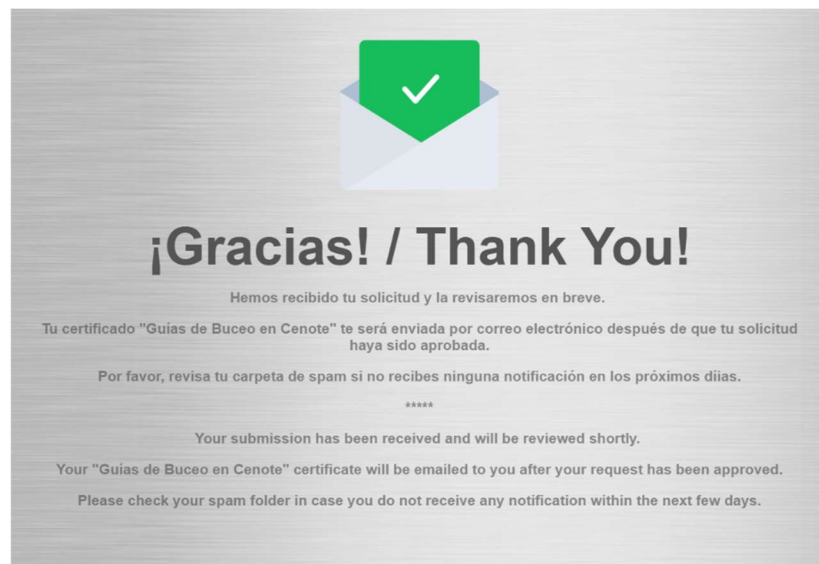 ¡Gracias! / Thank You!
Hemos recibido tu solicitud y la revisaremos en breve.
Tu certificado "Guias de Buceo en Cenote" te será enviada por correo electrónico después de que tu solicitud
haya sido aprobada.
Por favor, revisa tu carpeta de spam si no recibes ninguna notificación en los próximos díias.
*****
Your submission has been received and will be reviewed shortly.
Your "Guias de Buceo en Cenote" certificate will be emailed to you after your request has been approved.
Please check your spam folder in case you do not receive any notification within the next few days.